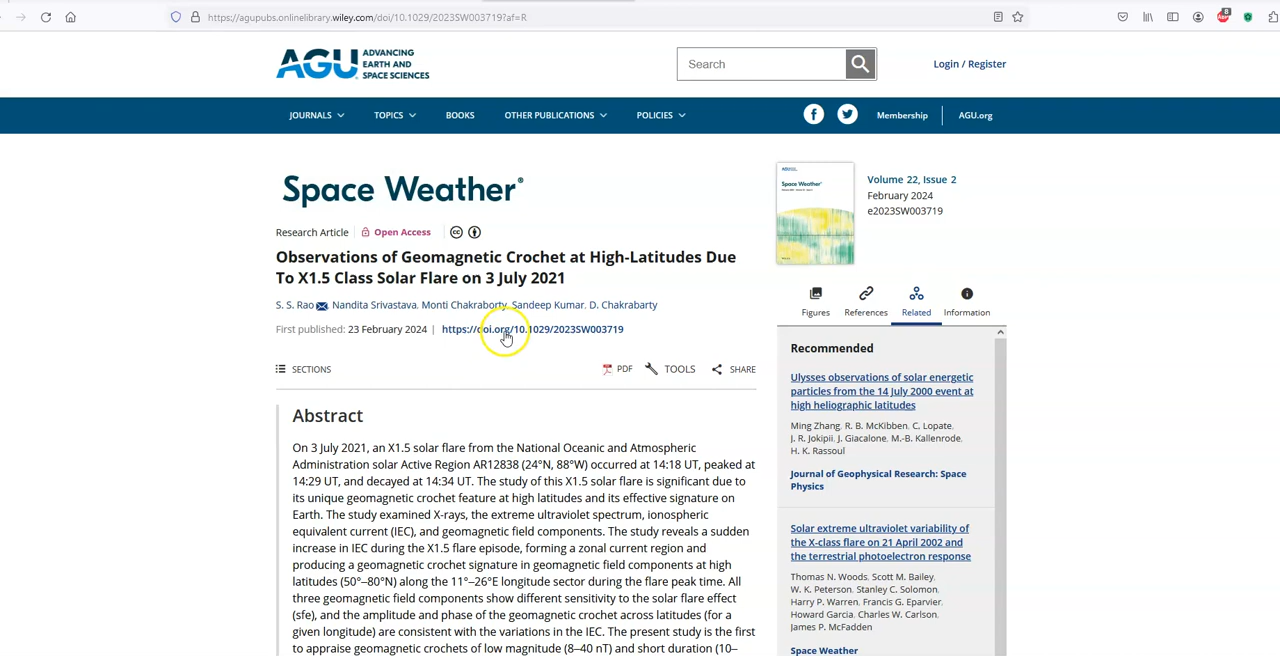 https://agupubs.onlinelibrary.wiley.com/doi/10.1029/2023SW003719?af=R
8
AGU ADVANCING
EARTH AND
SPACE SCIENCES
Search
Login / Register
JOURNALS TOPICS BOOKS OTHER PUBLICATIONS POLICIES Membership AGU.org
Space Weather®
Research Article Open Access
Observations of Geomagnetic Crochet at High-Latitudes Due
To X1.5 Class Solar Flare on 3 July 2021
S. S. Rao, Nandita Srivastava, Monti Chakraborty, Sandeep Kumar, D. Chakrabarty
First published: 23 February 2024 | https://doi.org/10.1029/2023SW003719
SECTIONS PDF TOOLS SHARE
Abstract
On 3 July 2021, an X1.5 solar flare from the National Oceanic and Atmospheric
Administration solar Active Region AR12838 (24°N, 88°W) occurred at 14:18 UT, peaked at
14:29 UT, and decayed at 14:34 UT. The study of this X1.5 solar flare is significant due to
its unique geomagnetic crochet feature at high latitudes and its effective signature on
Earth. The study examined X-rays, the extreme ultraviolet spectrum, ionospheric
equivalent current (IEC), and geomagnetic field components. The study reveals a sudden
increase in IEC during the X1.5 flare episode, forming a zonal current region and
producing a geomagnetic crochet signature in geomagnetic field components at high
latitudes (50°–80°N) along the 11°–26°E longitude sector during the flare peak time. All
three geomagnetic field components show different sensitivity to the solar flare effect
(sfe), and the amplitude and phase of the geomagnetic crochet across latitudes (for a
given longitude) are consistent with the variations in the IEC. The present study is the first
to appraise geomagnetic crochets of low magnitude (8–40 nT) and short duration (10–
AGU
Space Weather
Volume 22, Issue 2
February 2024
e2023SW003719
Figures References Related Information
Recommended
Ulysses observations of solar energetic
particles from the 14 July 2000 event at
high heliographic latitudes
Ming Zhang, R. B. McKibben, C. Lopate,
J. R. Jokipii, J. Giacalone, M.-B. Kallenrode,
H. K. Rassoul
Journal of Geophysical Research: Space
Physics
Solar extreme ultraviolet variability of
the X-class flare on 21 April 2002 and
the terrestrial photoelectron response
Thomas N. Woods, Scott M. Bailey,
W. K. Peterson, Stanley C. Solomon,
Harry P. Warren, Francis G. Eparvier,
Howard Garcia, Charles W. Carlson,
James P. McFadden
Space Weather